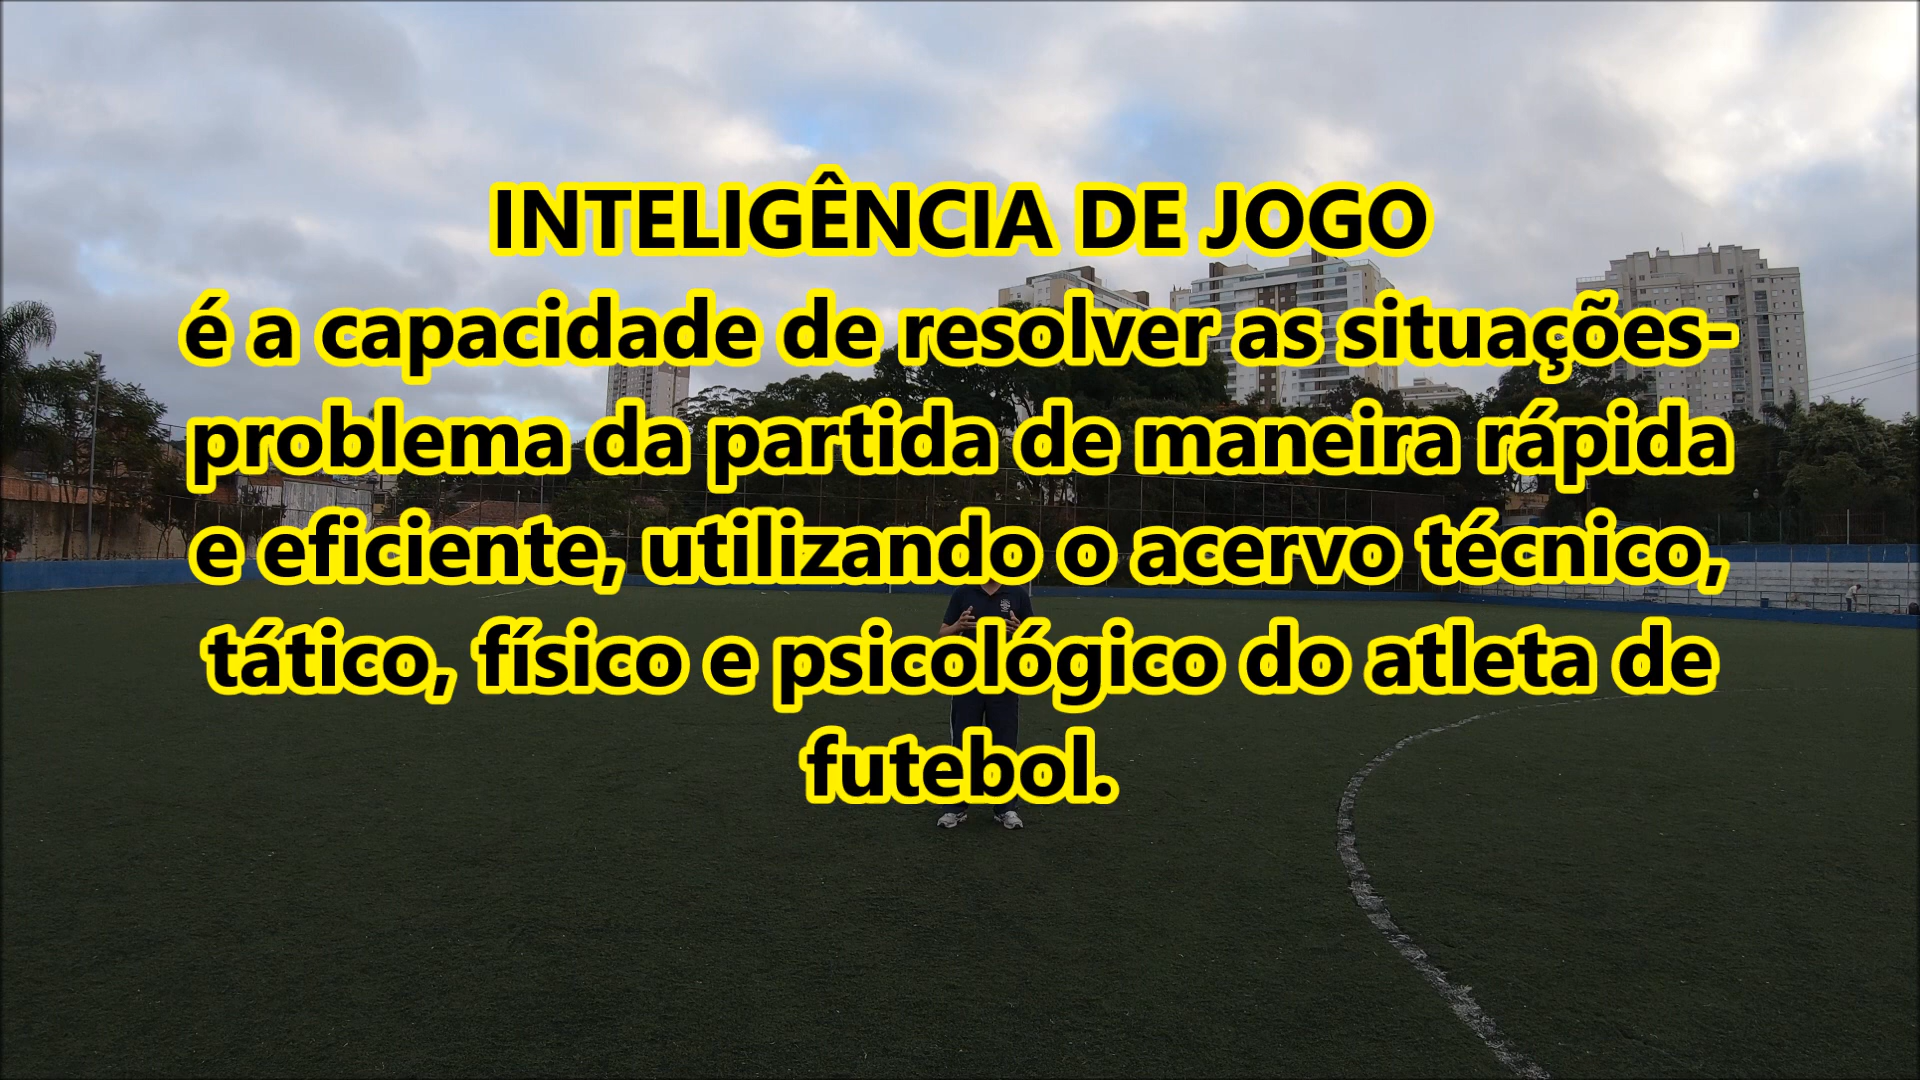 INTELIGÊNCIA DE JOGO
é a capacidade de resolver as situações-
problema da partida de maneira rápida
e eficiente, utilizando o acervo técnico,
tático, físico e psicológico do atleta de
futebol.